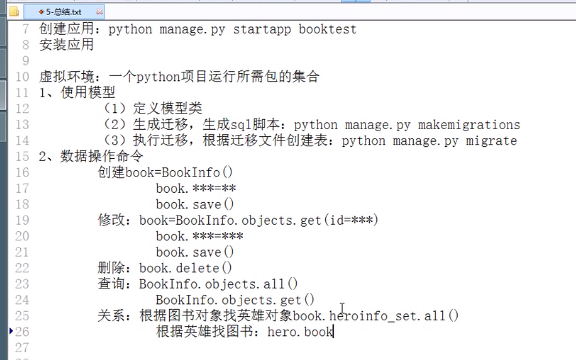 5-总结.txt
7 创建应用：python manage.py startapp booktest
8 安装应用
9
10 虚拟环境：一个python项目运行所需包的集合
11 1、使用模型
12 （1）定义模型类
13 （2）生成迁移，生成sql脚本：python manage.py makemigrations
14 （3）执行迁移，根据迁移文件创建表：python manage.py migrate
15 2、数据操作命令
16 创建book=BookInfo()
17 book.***=**
18 book.save()
19 修改：book=BookInfo.objects.get(id=***)
20 book.***=***
21 book.save()
22 删除：book.delete()
23 查询：BookInfo.objects.all()
24 BookInfo.objects.get()
25 关系：根据图书对象找英雄对象book.heroinfo_set.all()
26 根据英雄找图书：hero.book
27